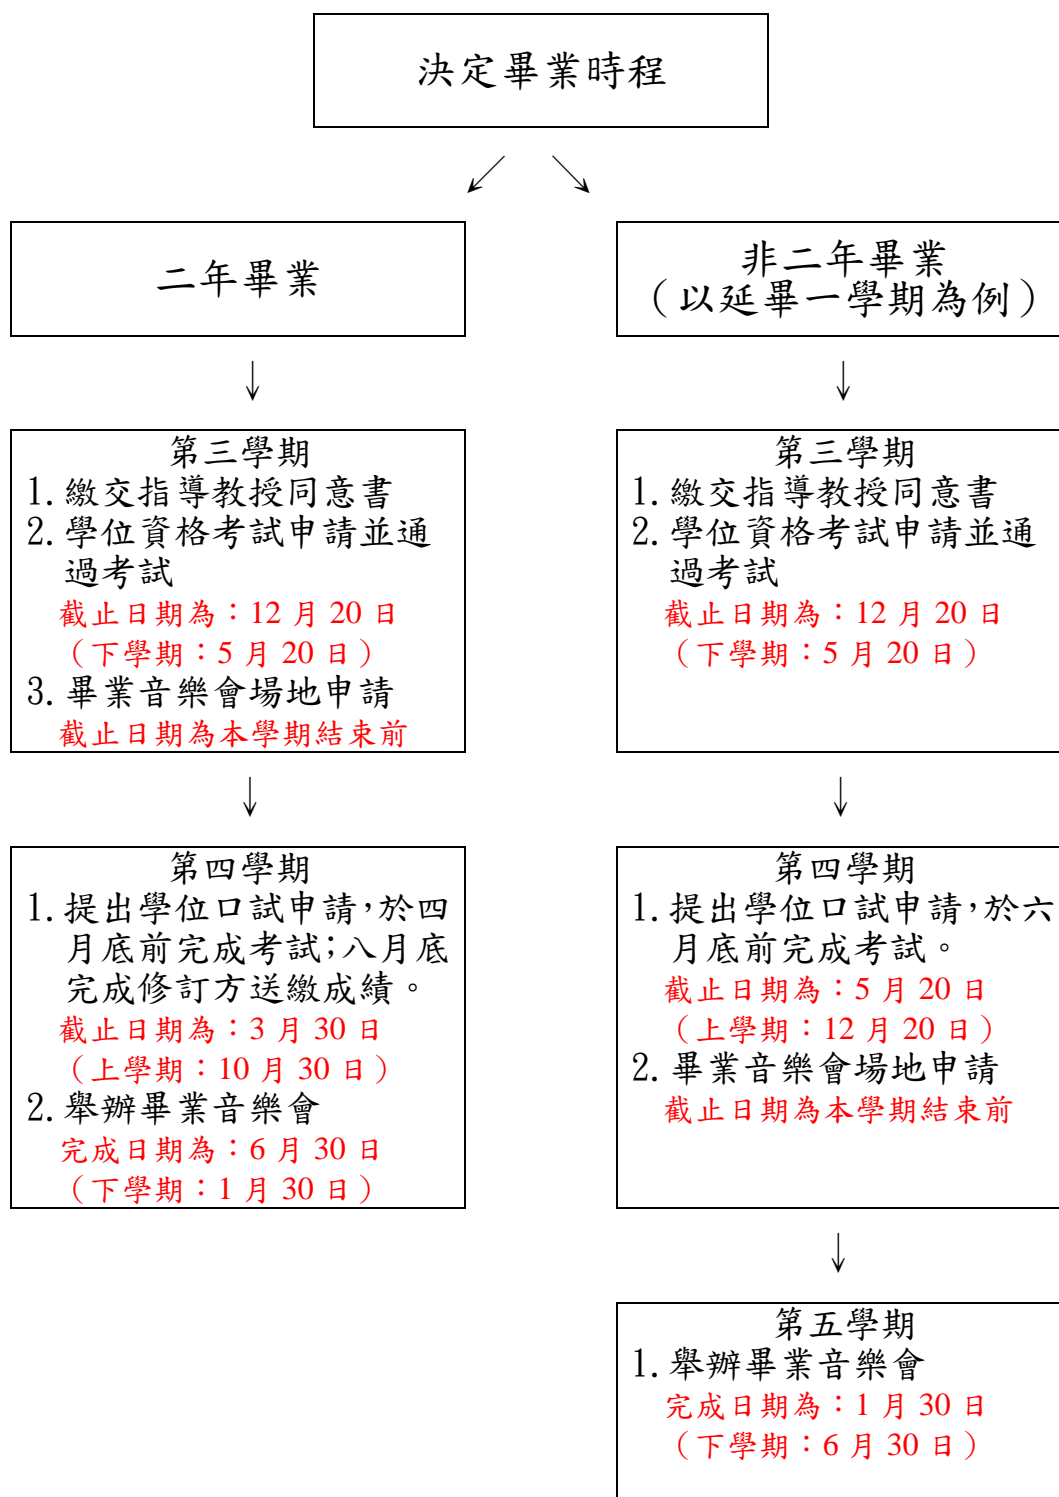 決定畢業時程
二年畢業
非二年畢業
（以延畢一學期為例）
第三學期
1. 繳交指導教授同意書
2. 學位資格考試申請並通
過考試
截止日期為：12 月 20 日
（下學期：5 月 20 日）
3. 畢業音樂會場地申請
截止日期為本學期結束前
第三學期
1. 繳交指導教授同意書
2. 學位資格考試申請並通
過考試
截止日期為：12 月 20 日
（下學期：5 月 20 日）
第四學期
1. 提出學位口試申請，於四
月底前完成考試；八月底
完成修訂方送繳成績。
截止日期為：3 月 30 日
（上學期：10 月 30 日）
2. 舉辦畢業音樂會
完成日期為：6 月 30 日
（下學期：1 月 30 日）
第四學期
1. 提出學位口試申請，於六
月底前完成考試。
截止日期為：5 月 20 日
（上學期：12 月 20 日）
2. 畢業音樂會場地申請
截止日期為本學期結束前
第五學期
1. 舉辦畢業音樂會
完成日期為：1 月 30 日
（下學期：6 月 30 日）